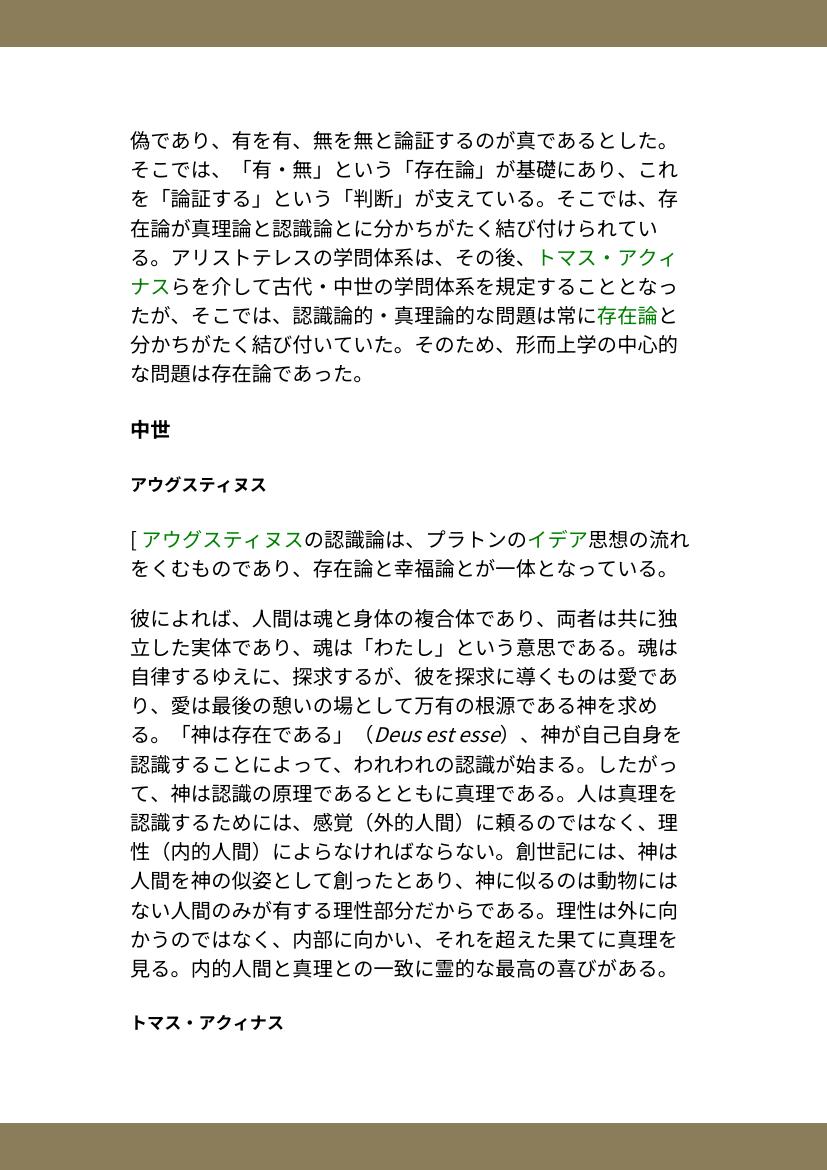 偽であり、有を有、無を無と論証するのが真であるとした。
そこでは、「有・無」という「存在論」が基礎にあり、これ
を「論証する」という「判断」が支えている。そこでは、存
在論が真理論と認識論とに分かちがたく結び付けられてい
る。アリストテレスの学問体系は、その後、トマス・アクィ
ナスらを介して古代・中世の学問体系を規定することとなっ
たが、そこでは、認識論的・真理論的な問題は常に存在論と
分かちがたく結び付いていた。そのため、形而上学の中心的
な問題は存在論であった。
中世
アウグスティヌス
[ アウグスティヌスの認識論は、プラトンのイデア思想の流れ
をくむものであり、存在論と幸福論とが一体となっている。
彼によれば、人間は魂と身体の複合体であり、両者は共に独
立した実体であり、魂は「わたし」という意思である。魂は
自律するゆえに、探求するが、彼を探求に導くものは愛であ
り、愛は最後の憩いの場として万有の根源である神を求め
る。「神は存在である」（Deus est esse）、神が自己自身を
認識することによって、われわれの認識が始まる。したがっ
て、神は認識の原理であるとともに真理である。人は真理を
認識するためには、感覚（外的人間）に頼るのではなく、理
性（内的人間）によらなければならない。創世記には、神は
人間を神の似姿として創ったとあり、神に似るのは動物には
ない人間のみが有する理性部分だからである。理性は外に向
かうのではなく、内部に向かい、それを超えた果てに真理を
見る。内的人間と真理との一致に霊的な最高の喜びがある。
トマス・アクィナス